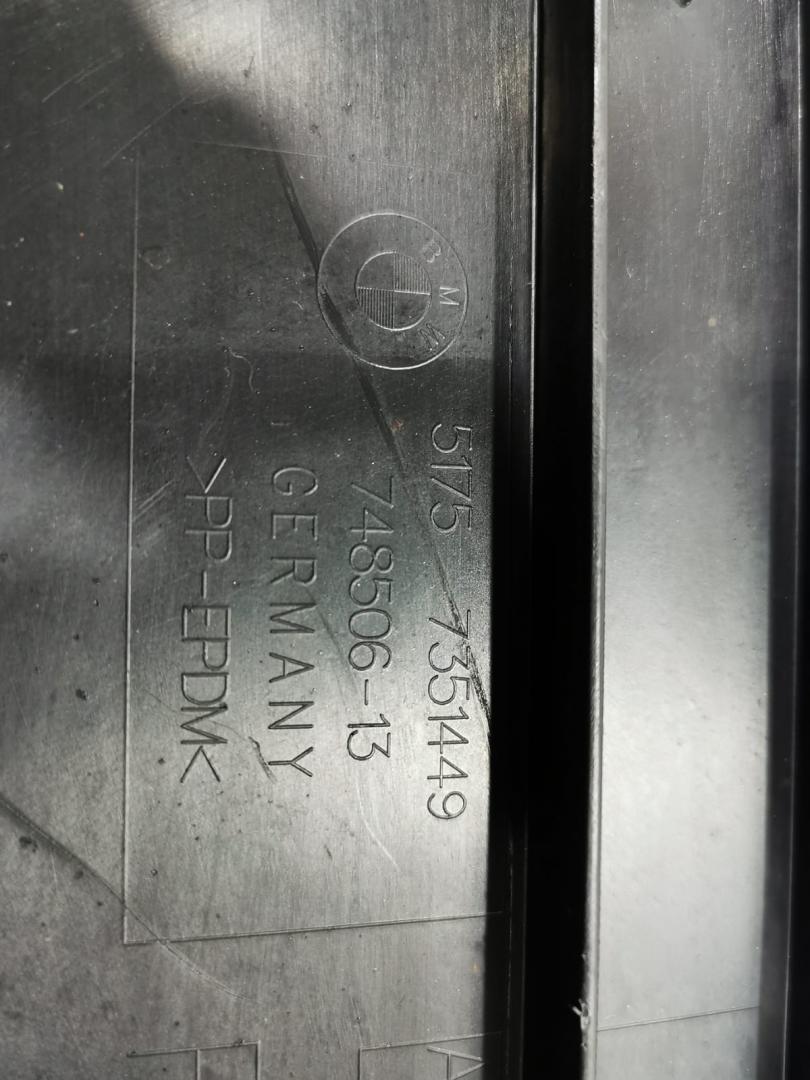 BMW
5175 7351449
748506-13
GERMANY
>PP-EPDM<
A